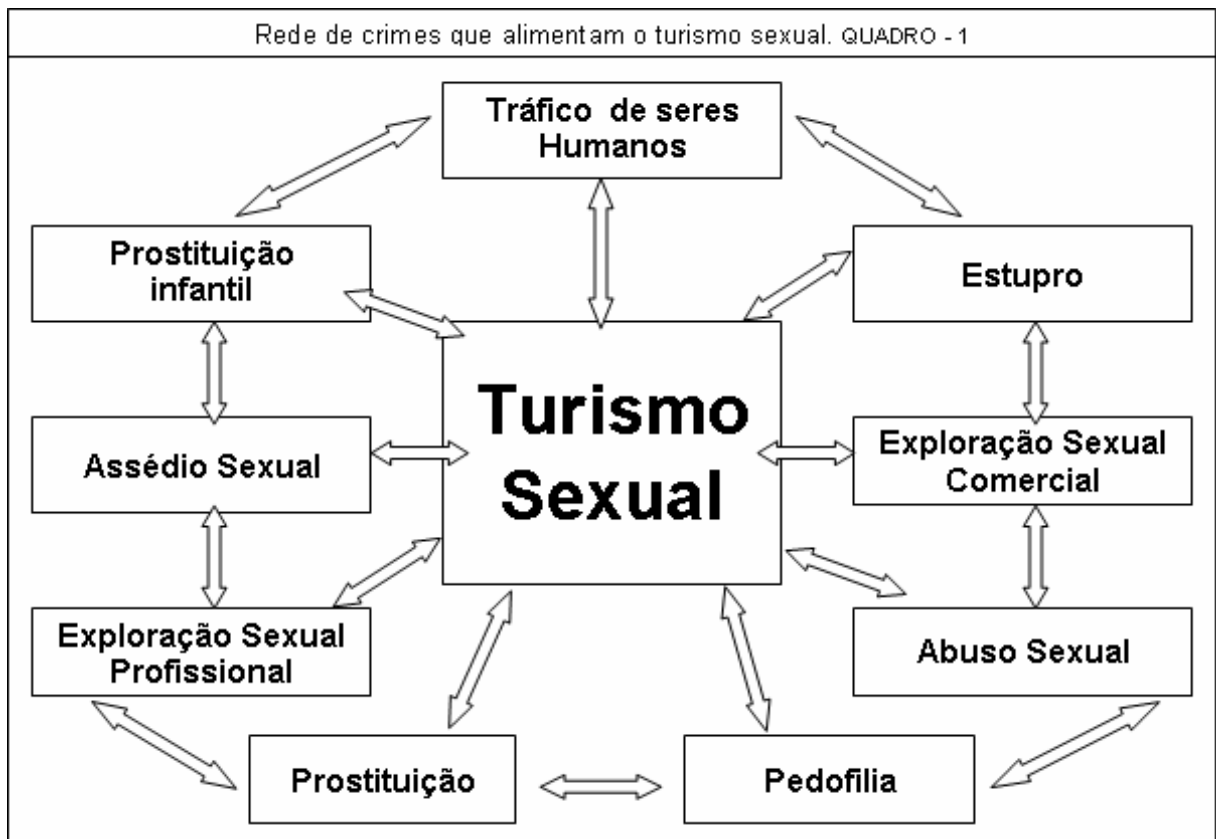 Rede de crimes que alimentam o turismo sexual. QUADRO - 1
Tráfico de seres
Humanos
Prostituição
infantil
Estupro
Turismo
Sexual
Assédio Sexual
Exploração Sexual
Comercial
Exploração Sexual
Profissional
Abuso Sexual
Prostituição
Pedofilia